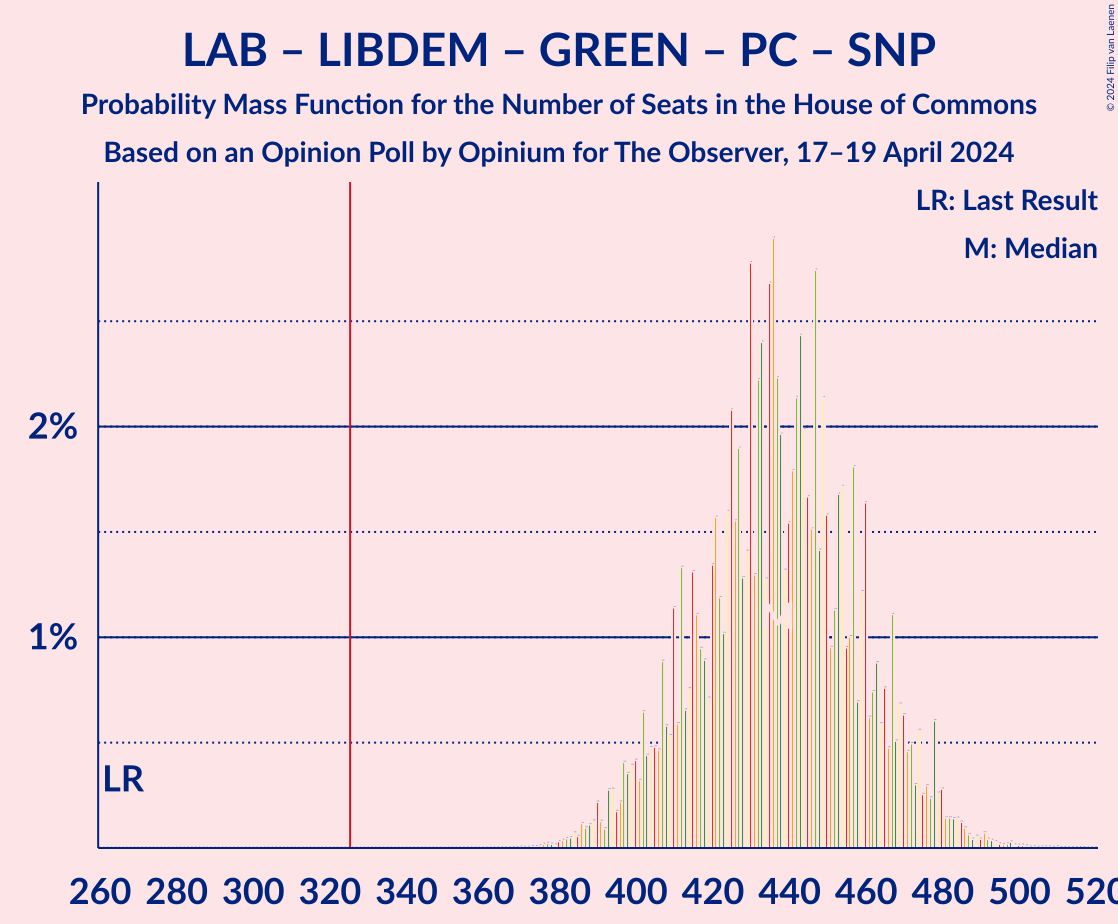 LAB – LIBDEM – GREEN – PC – SNP
Probability Mass Function for the Number of Seats in the House of Commons
Based on an Opinion Poll by Opinium for The Observer, 17–19 April 2024
© 2024 Filip van Laenen
LR: Last Result
M: Median
2%
1%
LR
260 280 300 320 340 360 380 400 420 440 460 480 500 520